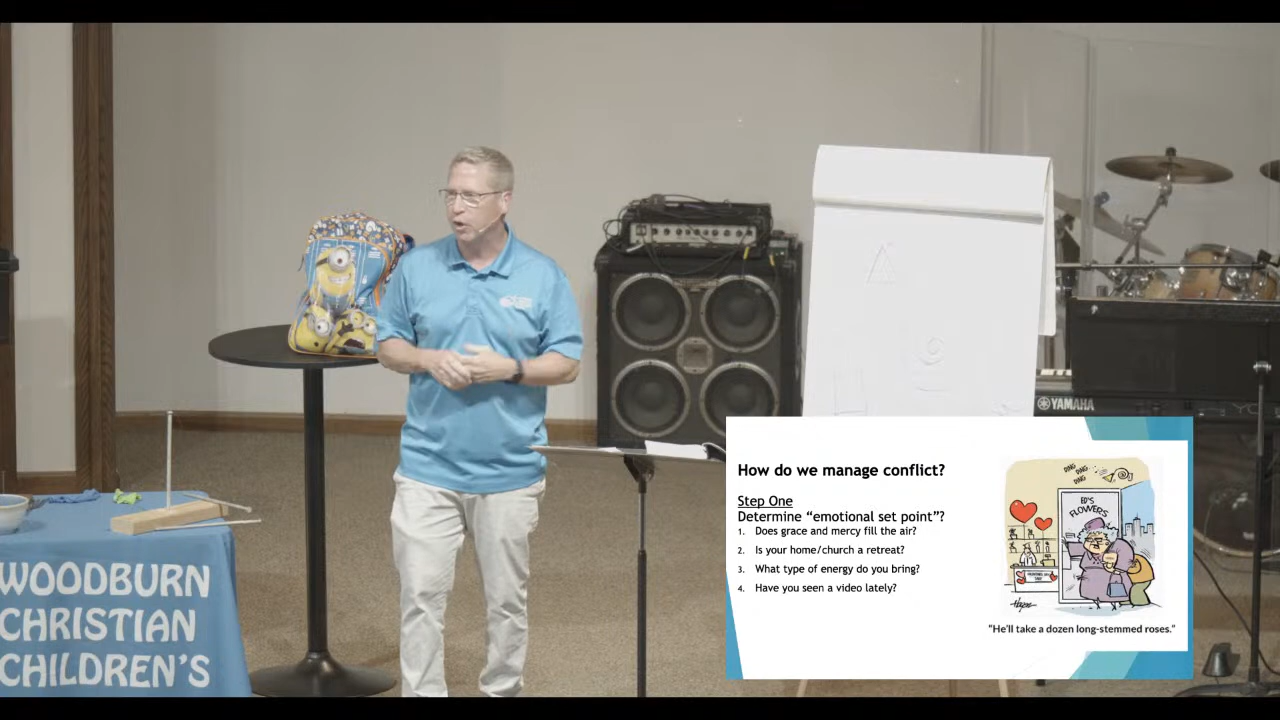 WOODBURN
CHRISTIAN
CHILDREN'S
YAMAHA
How do we manage conflict?
Step One
Determine “emotional set point”?
1. Does grace and mercy fill the air?
2. Is your home/church a retreat?
3. What type of energy do you bring?
4. Have you seen a video lately?
DING
DING
DING
ED'S
FLOWERS
“He’ll take a dozen long-stemmed roses.”